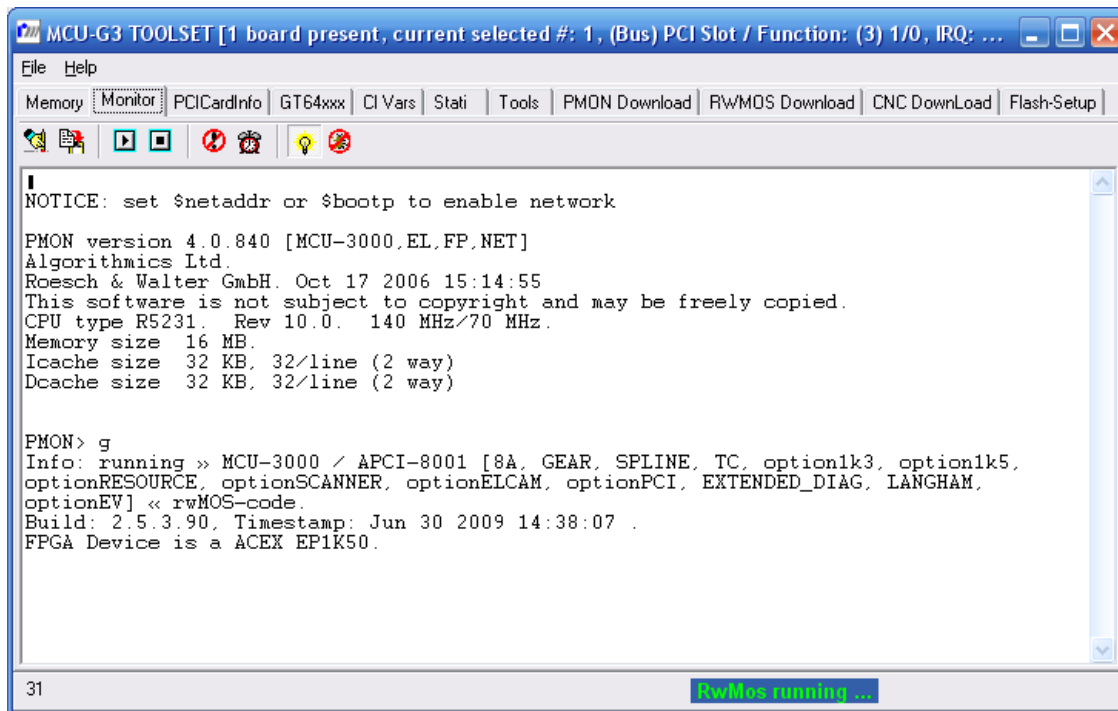 MCU-G3 TOOLSET [1 board present, current selected #: 1, (Bus) PCI Slot / Function: (3) 1/0, IRQ: ...
File Help
Memory Monitor PCICardInfo GT64xxx CI Vars Stati Tools PMON Download RWMOS Download CNC DownLoad Flash-Setup
NOTICE: set $netaddr or $bootp to enable network
PMON version 4.0.840 [MCU-3000,EL,FP,NET]
Algorithmics Ltd.
Roesch & Walter GmbH. Oct 17 2006 15:14:55
This software is not subject to copyright and may be freely copied.
CPU type R5231. Rev 10.0. 140 MHz/70 MHz.
Memory size 16 MB.
Icache size 32 KB, 32/line (2 way)
Dcache size 32 KB, 32/line (2 way)
PMON> g
Info: running » MCU-3000 / APCI-8001 [8A, GEAR, SPLINE, TC, option1k3, option1k5,
optionRESOURCE, optionSCANNER, optionELCAM, optionPCI, EXTENDED_DIAG, LANGHAM,
optionEV] « rwMOS-code.
Build: 2.5.3.90, Timestamp: Jun 30 2009 14:38:07 .
FPGA Device is a ACEX EP1K50.
31
RwMos running ...